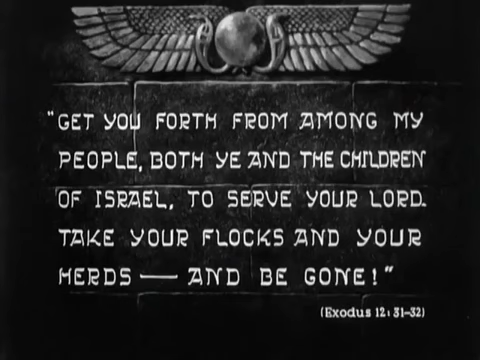 "GET YOU FORTH FROM AMONG MY
PEOPLE, BOTH YE AND THE CHILDREN
OF ISRAEL, TO SERVE YOUR LORD.
TAKE YOUR FLOCKS AND YOUR
HERDS — AND BE GONE!"
(Exodus 12:31-32)